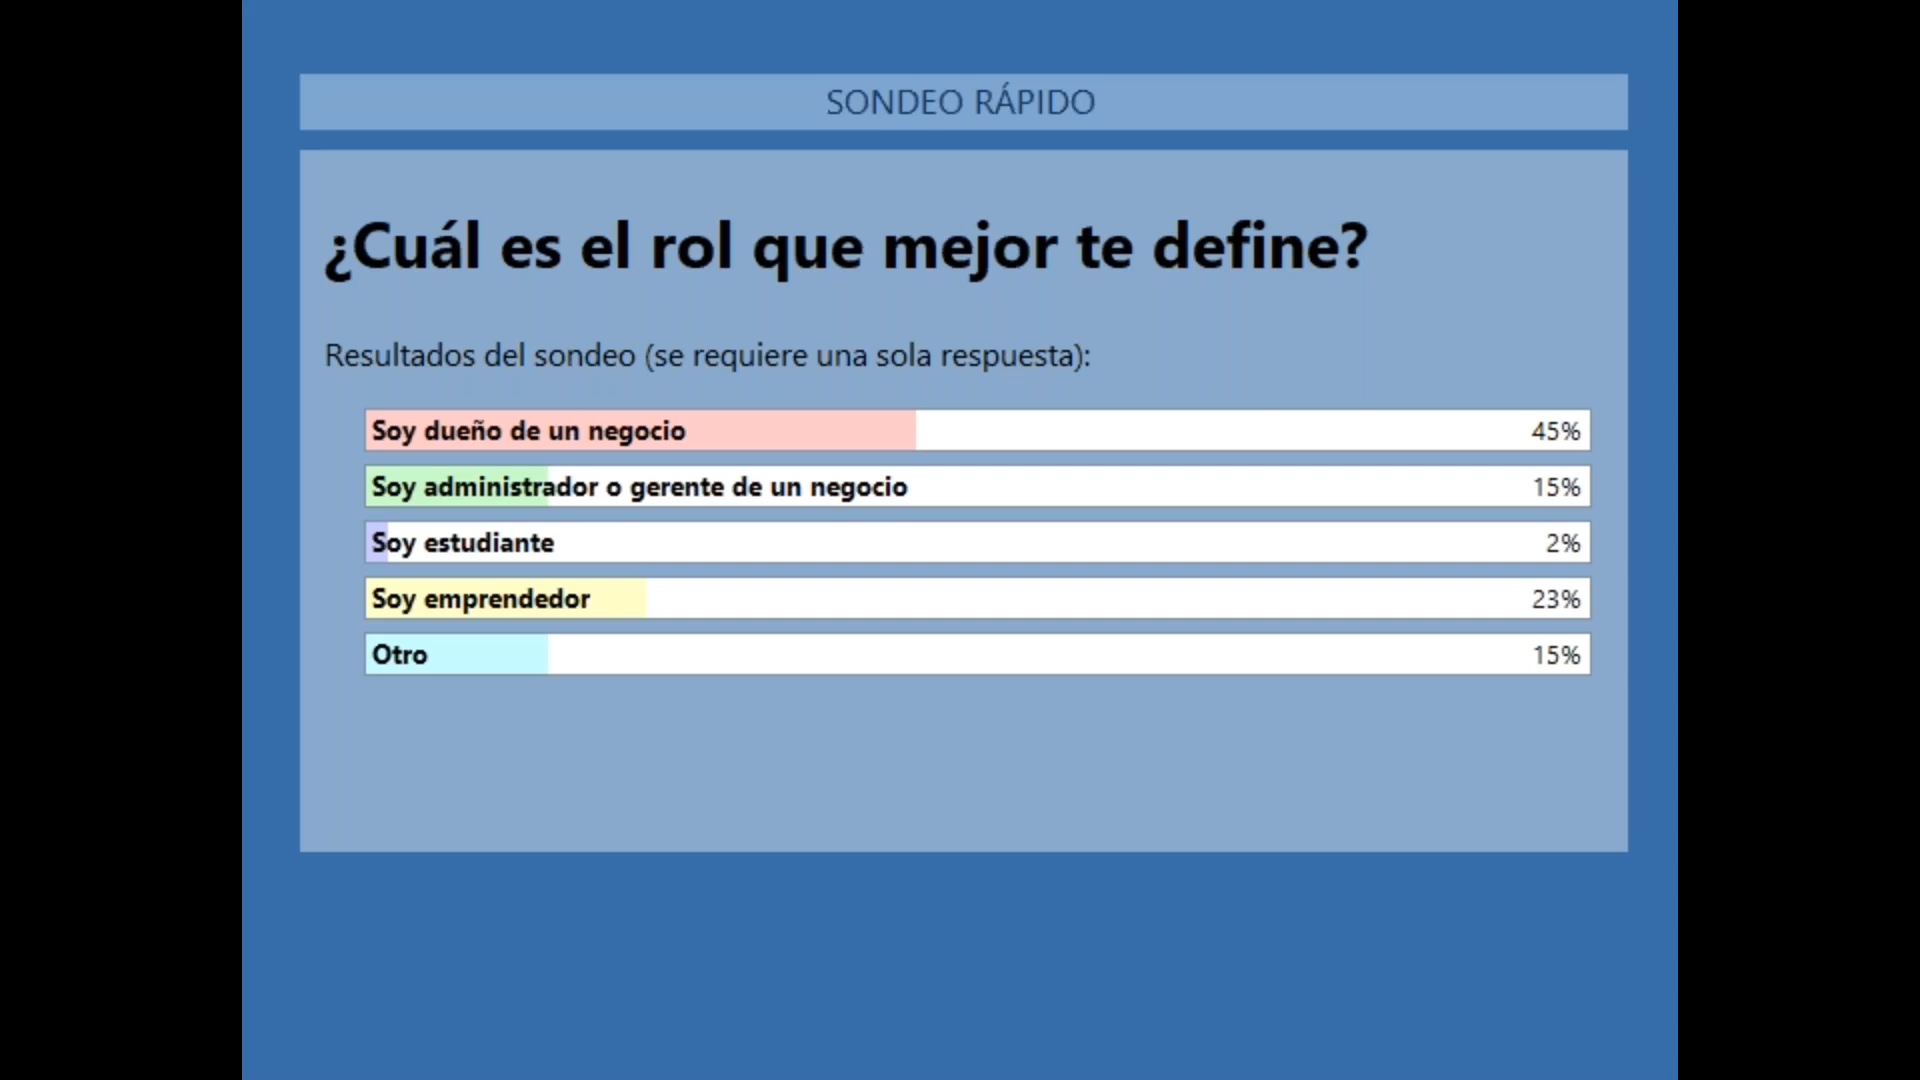 SONDEO RÁPIDO
¿Cuál es el rol que mejor te define?
Resultados del sondeo (se requiere una sola respuesta):
Soy dueño de un negocio 45%
Soy administrador o gerente de un negocio 15%
Soy estudiante 2%
Soy emprendedor 23%
Otro 15%